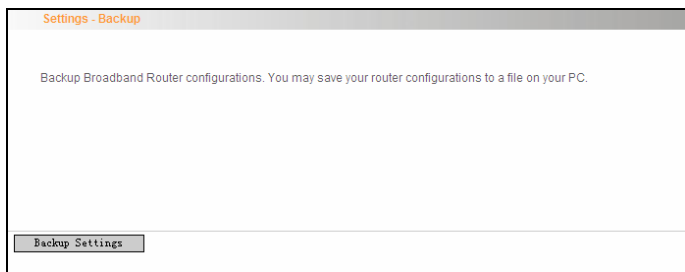 Settings - Backup
Backup Broadband Router configurations. You may save your router configurations to a file on your PC.
Backup Settings